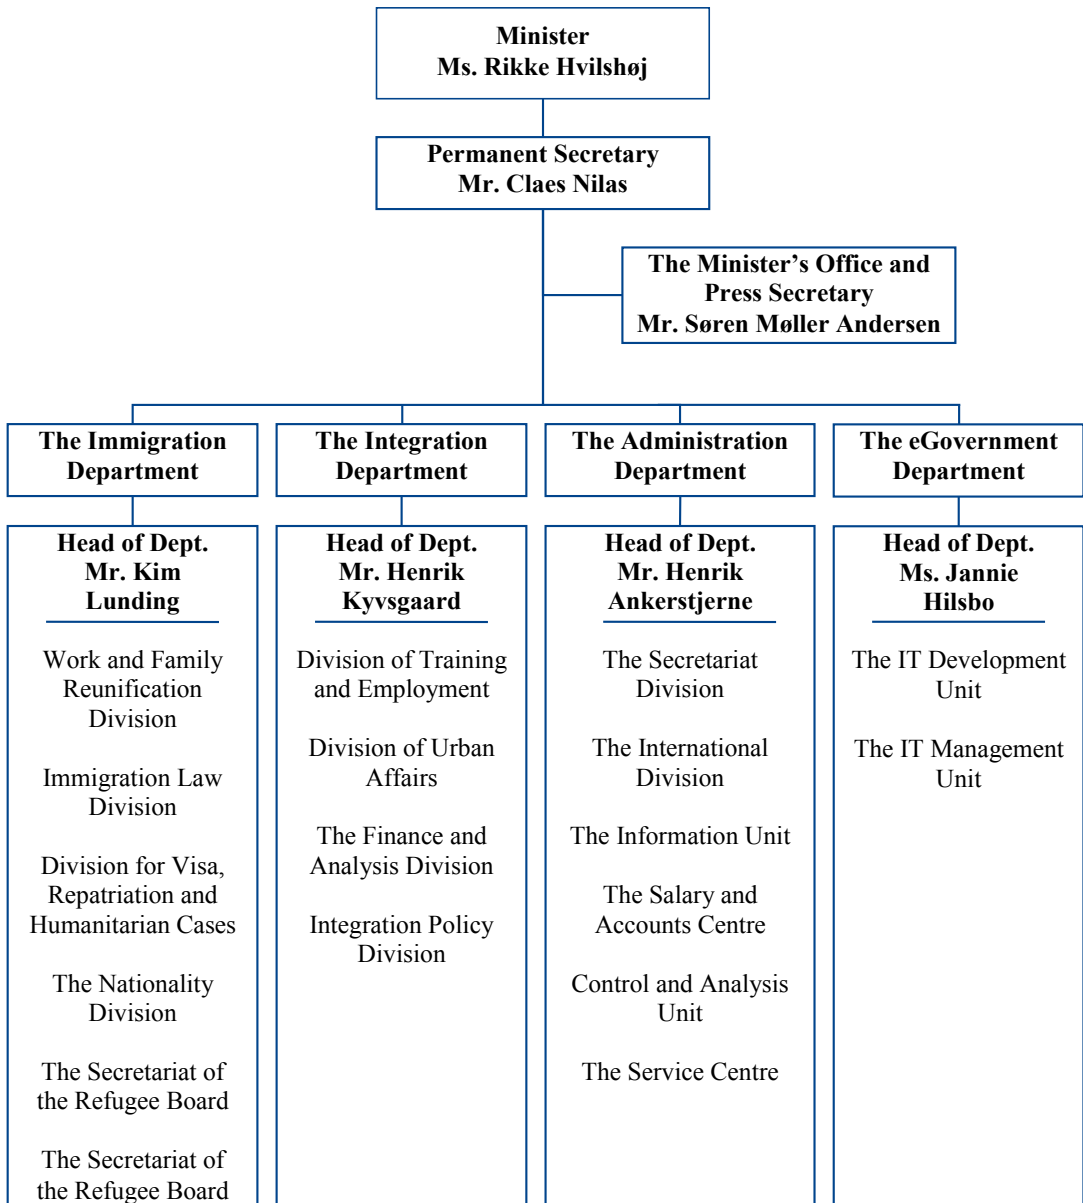 Minister
Ms. Rikke Hvilshøj
Permanent Secretary
Mr. Claes Nilas
The Minister’s Office and
Press Secretary
Mr. Søren Møller Andersen
The Immigration
Department
The Integration
Department
The Administration
Department
The eGovernment
Department
Head of Dept.
Mr. Kim
Lunding
Work and Family
Reunification
Division
Immigration Law
Division
Division for Visa,
Repatriation and
Humanitarian Cases
The Nationality
Division
The Secretariat of
the Refugee Board
The Secretariat of
the Refugee Board
Head of Dept.
Mr. Henrik
Kyvsgaard
Division of Training
and Employment
Division of Urban
Affairs
The Finance and
Analysis Division
Integration Policy
Division
Head of Dept.
Mr. Henrik
Ankerstjerne
The Secretariat
Division
The International
Division
The Information Unit
The Salary and
Accounts Centre
Control and Analysis
Unit
The Service Centre
Head of Dept.
Ms. Jannie
Hilsbo
The IT Development
Unit
The IT Management
Unit